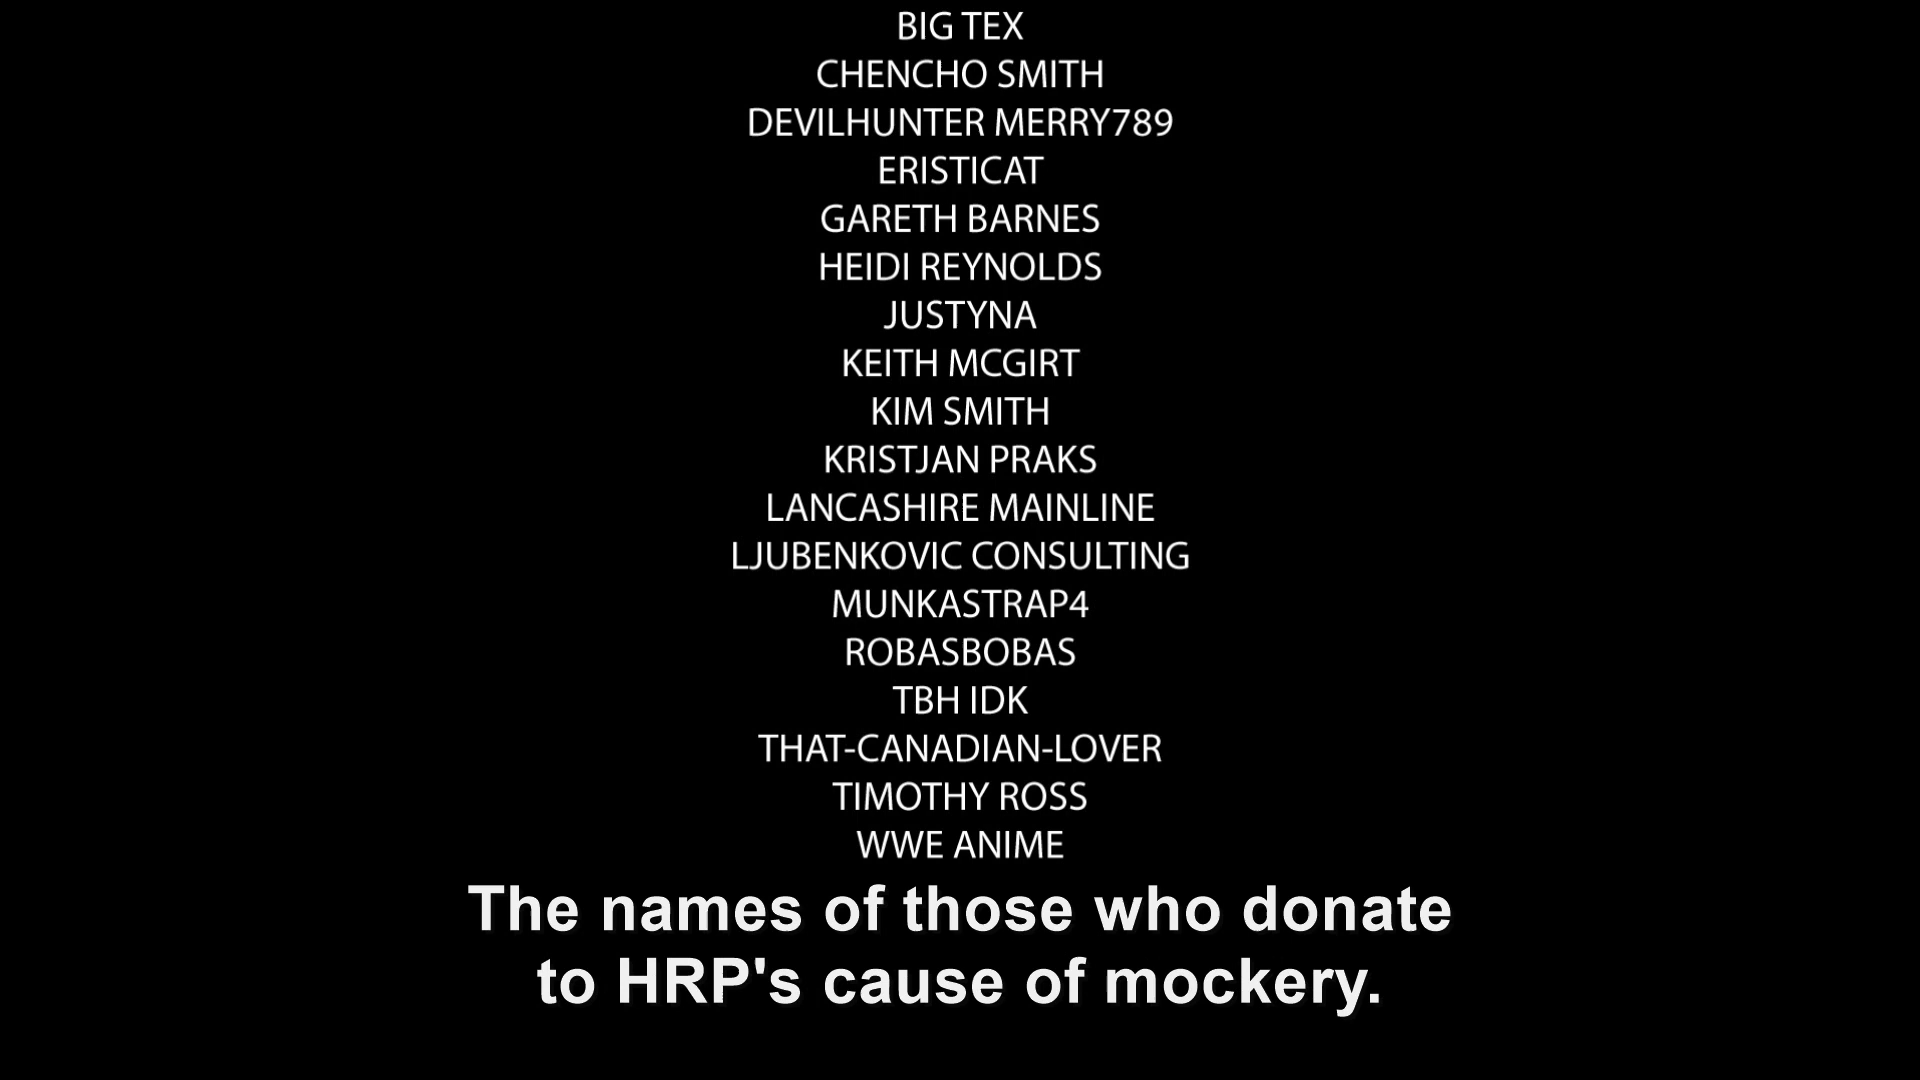 BIG TEX
CHENCHO SMITH
DEVILHUNTER MERRY789
ERISTICAT
GARETH BARNES
HEIDI REYNOLDS
JUSTYNA
KEITH MCGIRT
KIM SMITH
KRISTJAN PRAKS
LANCASHIRE MAINLINE
LJUBENKOVIC CONSULTING
MUNKASTRAP4
ROBASBOBAS
TBH IDK
THAT-CANADIAN-LOVER
TIMOTHY ROSS
WWE ANIME
The names of those who donate
to HRP's cause of mockery.